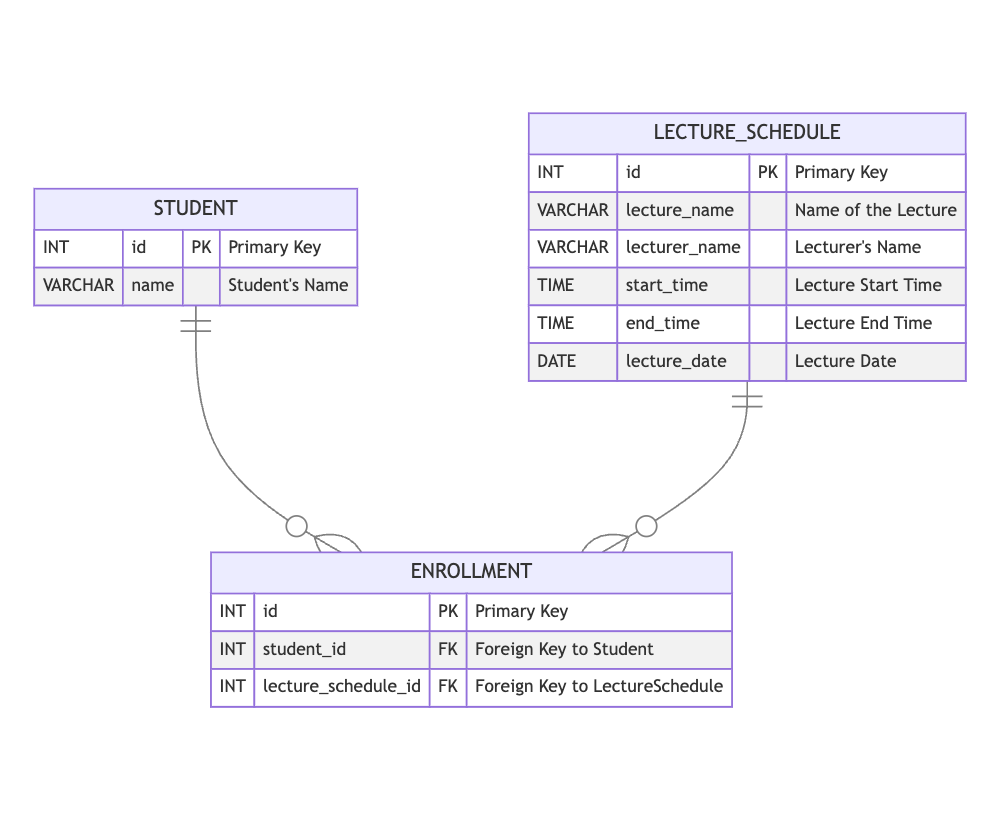 STUDENT
INT id PK Primary Key
VARCHAR name Student's Name
LECTURE_SCHEDULE
INT id PK Primary Key
VARCHAR lecture_name Name of the Lecture
VARCHAR lecturer_name Lecturer's Name
TIME start_time Lecture Start Time
TIME end_time Lecture End Time
DATE lecture_date Lecture Date
ENROLLMENT
INT id PK Primary Key
INT student_id FK Foreign Key to Student
INT lecture_schedule_id FK Foreign Key to LectureSchedule